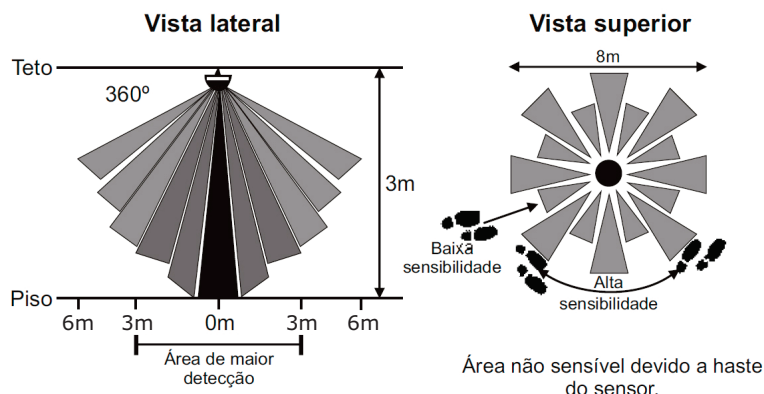 Vista lateral
Teto
360º
3m
Piso
6m 3m 0m 3m 6m
Área de maior
detecção
Vista superior
8m
Baixa
sensibilidade
Alta
sensibilidade
Área não sensível devido a haste
do sensor.